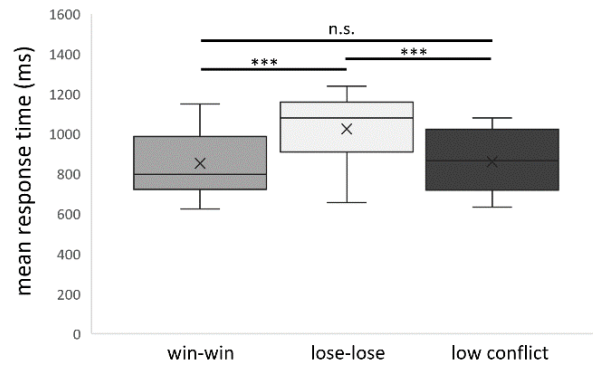 mean response time (ms)
1600
1400
1200
1000
800
600
400
200
0
n.s.
***
***
win-win
lose-lose
low conflict